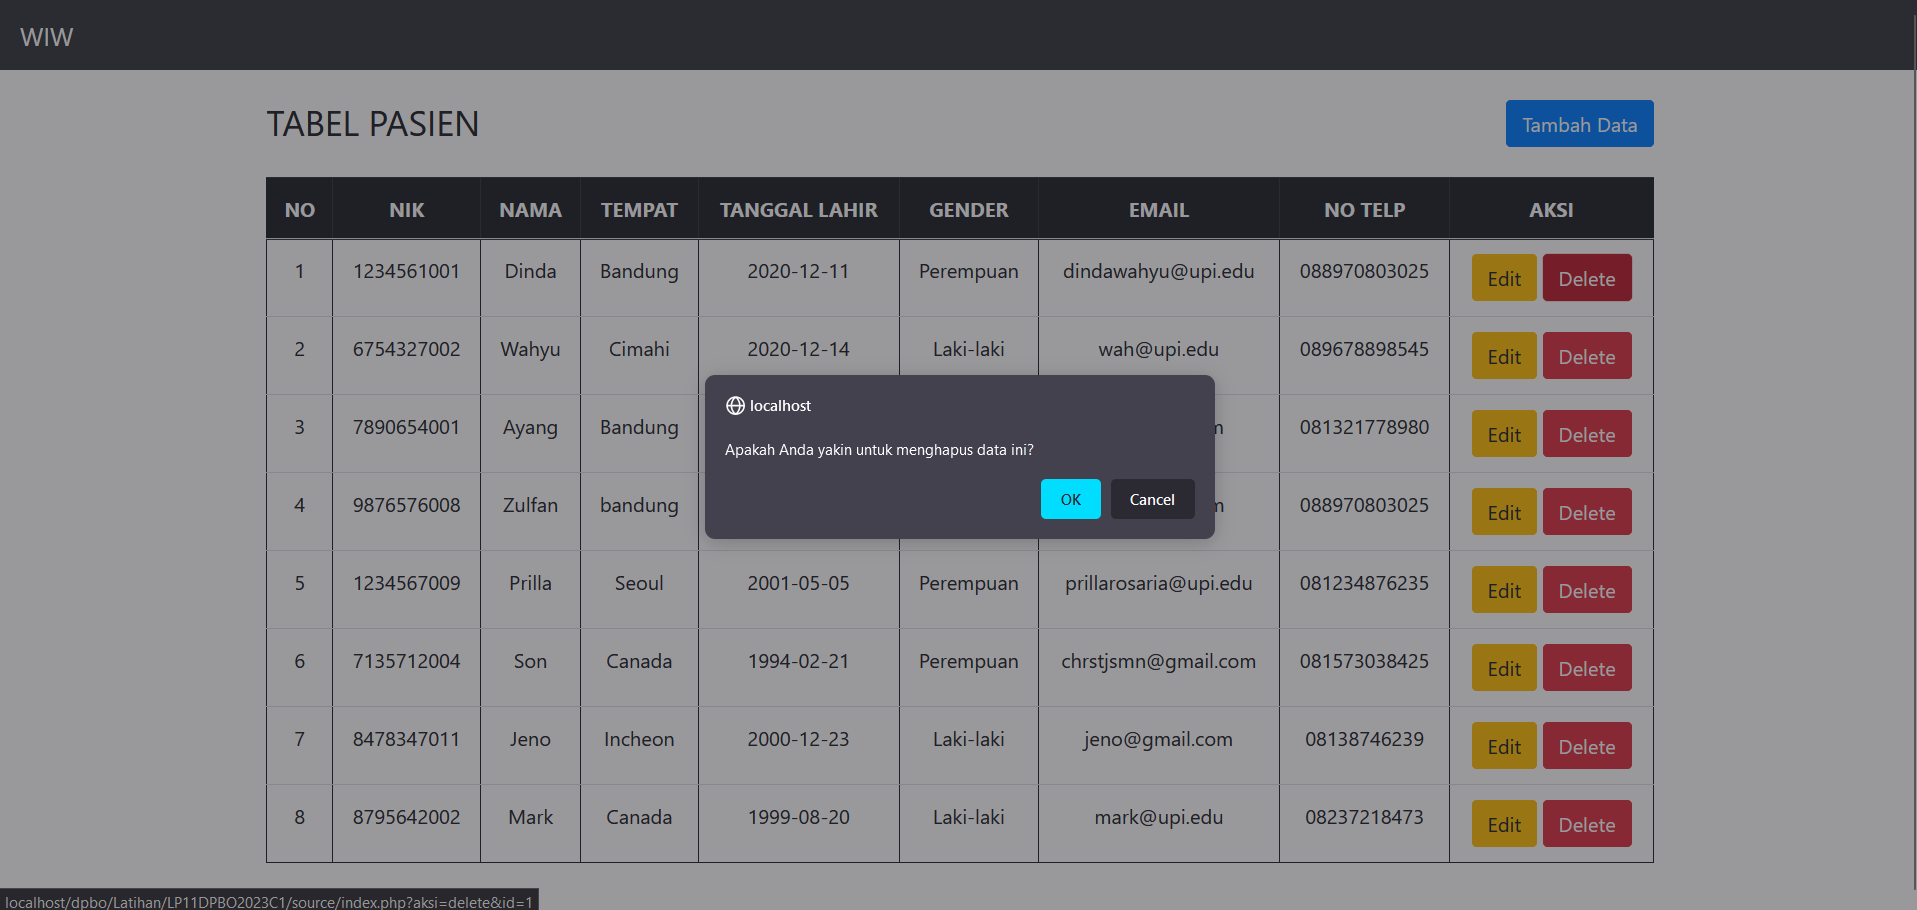 WIW
TABEL PASIEN
Tambah Data
NO NIK NAMA TEMPAT TANGGAL LAHIR GENDER EMAIL NO TELP AKSI
1 1234561001 Dinda Bandung 2020-12-11 Perempuan dindawahyu@upi.edu 088970803025 Edit Delete
2 6754327002 Wahyu Cimahi 2020-12-14 Laki-laki wah@upi.edu 089678898545 Edit Delete
3 7890654001 Ayang Bandung 081321778980 Edit Delete
localhost
Apakah Anda yakin untuk menghapus data ini?
OK Cancel
4 9876576008 Zulfan bandung 088970803025 Edit Delete
5 1234567009 Prilla Seoul 2001-05-05 Perempuan prillarosaria@upi.edu 081234876235 Edit Delete
6 7135712004 Son Canada 1994-02-21 Perempuan chrstjsmn@gmail.com 081573038425 Edit Delete
7 8478347011 Jeno Incheon 2000-12-23 Laki-laki jeno@gmail.com 08138746239 Edit Delete
8 8795642002 Mark Canada 1999-08-20 Laki-laki mark@upi.edu 08237218473 Edit Delete
localhost/dpbo/Latihan/LP11DPBO2023C1/source/index.php?aksi=delete&id=1